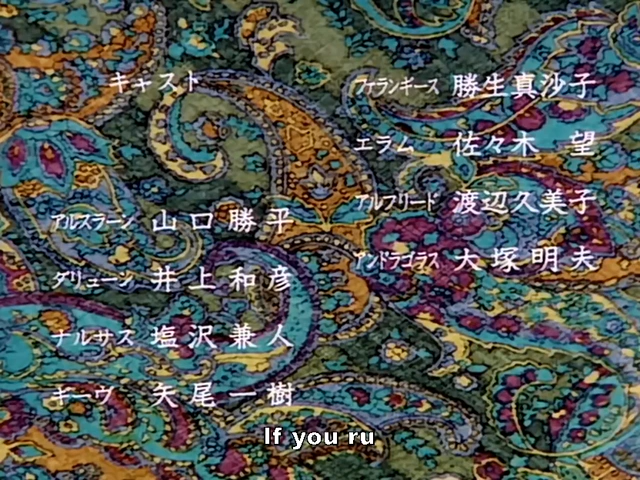 キャスト
アルスラーン 山口勝平
ダリューン 井上和彦
ナルサス 塩沢兼人
ギーヴ 矢尾一樹
ファランギース 勝生真沙子
エラム 佐々木 望
アルフリード 渡辺久美子
アンドラゴラス 大塚明夫
If you ru